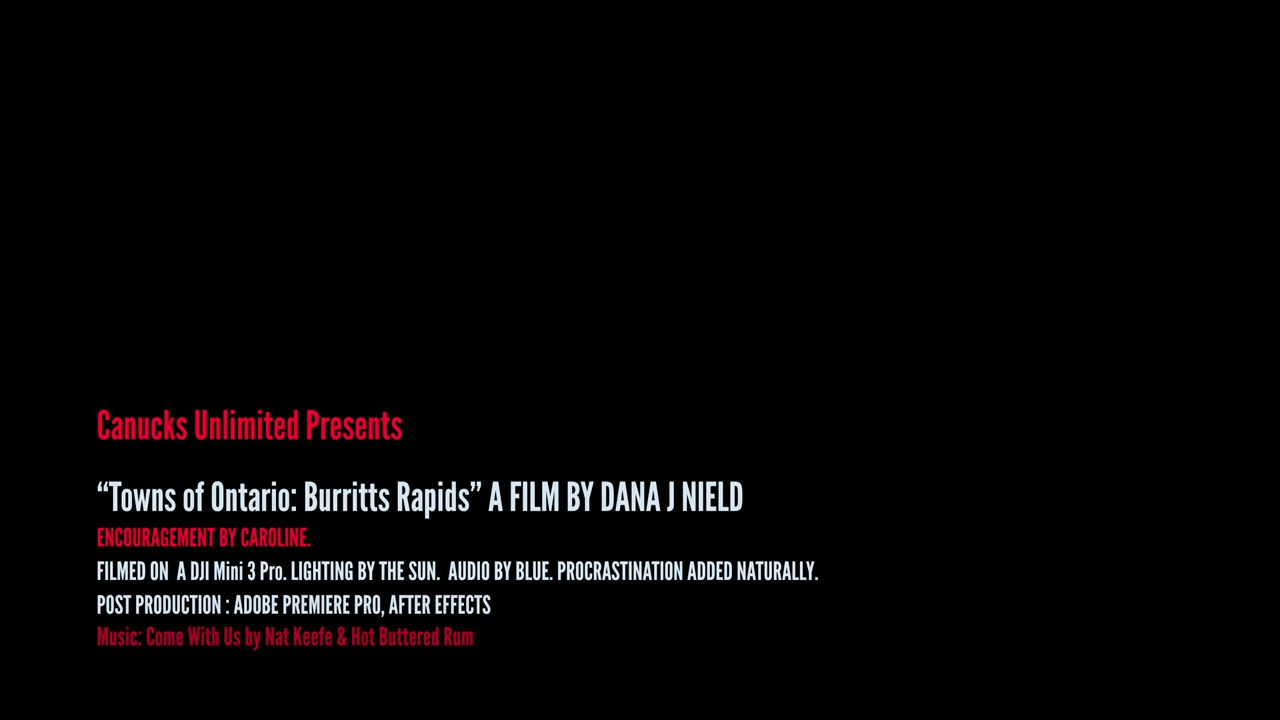 Canucks Unlimited Presents
“Towns of Ontario: Burritts Rapids” A FILM BY DANA J NIELD
ENCOURAGEMENT BY CAROLINE.
FILMED ON  A DJI Mini 3 Pro. LIGHTING BY THE SUN.  AUDIO BY BLUE. PROCRASTINATION ADDED NATURALLY.
POST PRODUCTION : ADOBE PREMIERE PRO, AFTER EFFECTS
Music: Come With Us by Nat Keefe & Hot Buttered Rum